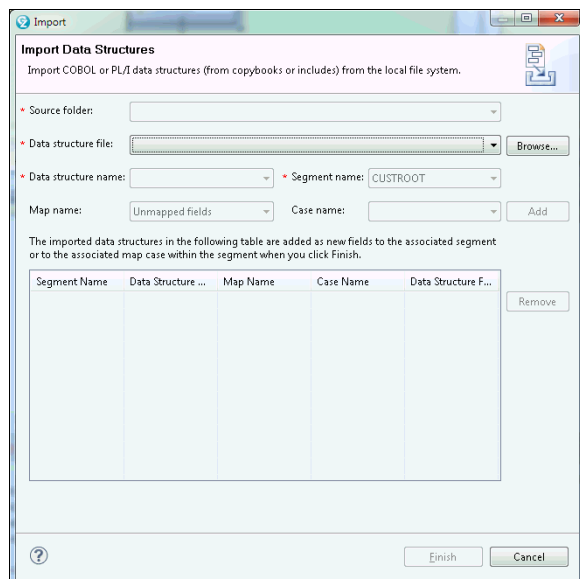 Import
Import Data Structures
Import COBOL or PL/I data structures (from copybooks or includes) from the local file system.
* Source folder:
* Data structure file:
Browse...
* Data structure name:
* Segment name: CUSTROOT
Map name: Unmapped fields
Case name:
Add
The imported data structures in the following table are added as new fields to the associated segment
or to the associated map case within the segment when you click Finish.
Segment Name Data Structure ... Map Name Case Name Data Structure F...
Remove
?
Finish Cancel